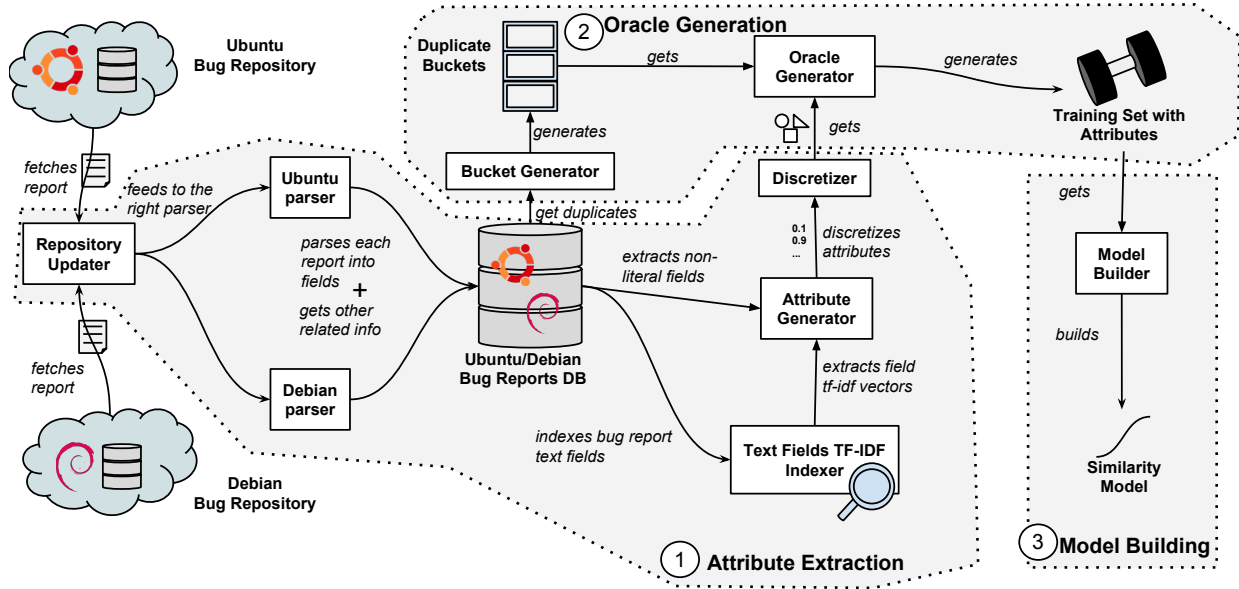 Ubuntu
Bug Repository
fetches
report
Repository
Updater
fetches
report
Debian
Bug Repository
feeds to the
right parser
Ubuntu
parser
parses each
report into
fields
+
gets other
related info
Debian
parser
2 Oracle Generation
Duplicate
Buckets
gets
Oracle
Generator
generates
Training Set with
Attributes
generates
Bucket Generator
get duplicates
gets
Discretizer
0.1
0.9
...
discretizes
attributes
extracts non-
literal fields
Attribute
Generator
Ubuntu/Debian
Bug Reports DB
extracts field
tf-idf vectors
indexes bug report
text fields
Text Fields TF-IDF
Indexer
1 Attribute Extraction
gets
Model
Builder
builds
Similarity
Model
3 Model Building